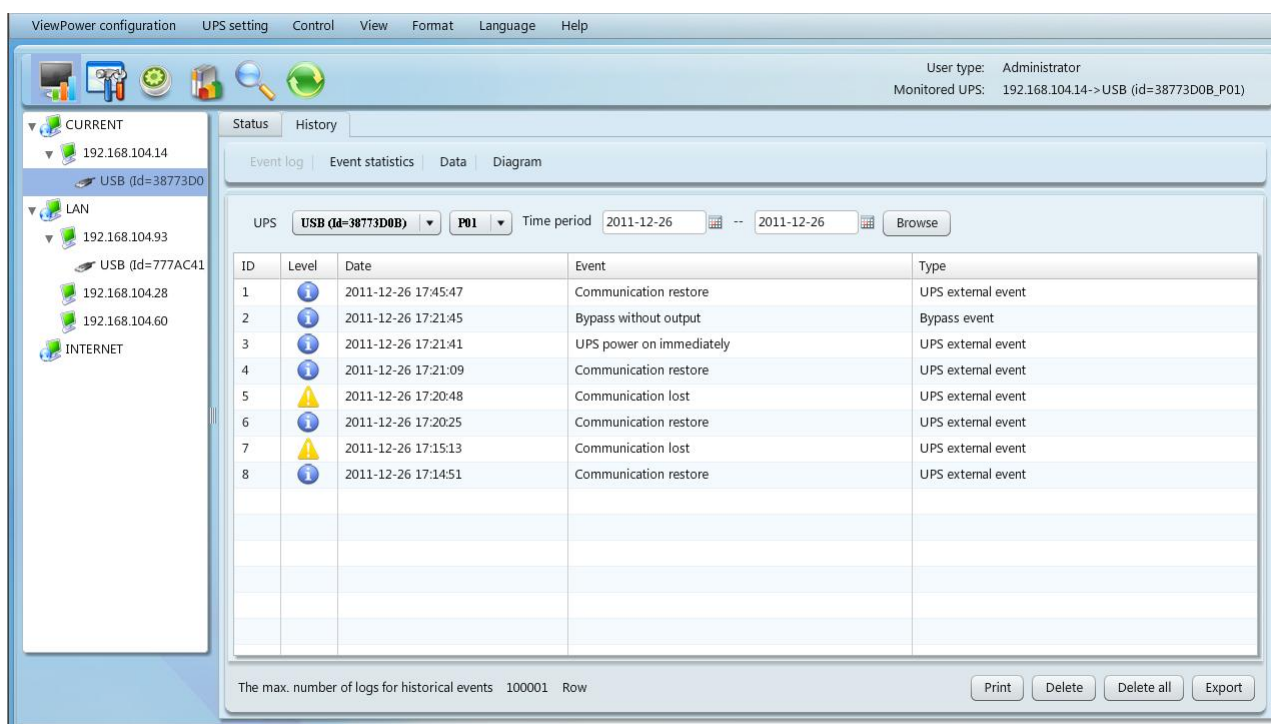 ViewPower configuration UPS setting Control View Format Language Help
User type: Administrator
Monitored UPS: 192.168.104.14->USB (id=38773D0B_P01)
CURRENT
192.168.104.14
USB (Id=38773D0
LAN
192.168.104.93
USB (Id=777AC41
192.168.104.28
192.168.104.60
INTERNET
Status History
Event log Event statistics Data Diagram
UPS USB (Id=38773D0B) P01 Time period 2011-12-26 -- 2011-12-26 Browse
ID Level Date Event Type
1 2011-12-26 17:45:47 Communication restore UPS external event
2 2011-12-26 17:21:45 Bypass without output Bypass event
3 2011-12-26 17:21:41 UPS power on immediately UPS external event
4 2011-12-26 17:21:09 Communication restore UPS external event
5 2011-12-26 17:20:48 Communication lost UPS external event
6 2011-12-26 17:20:25 Communication restore UPS external event
7 2011-12-26 17:15:13 Communication lost UPS external event
8 2011-12-26 17:14:51 Communication restore UPS external event
The max. number of logs for historical events 100001 Row
Print Delete Delete all Export